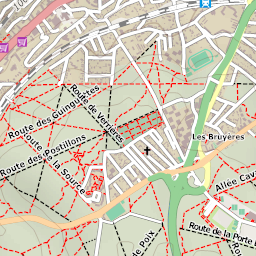 100
Route des Guinguettes
Route de Verrières
Route des Postillons
Route de la Source
Les Bruyères
Allée Cav
Route de la Porte
de Poix